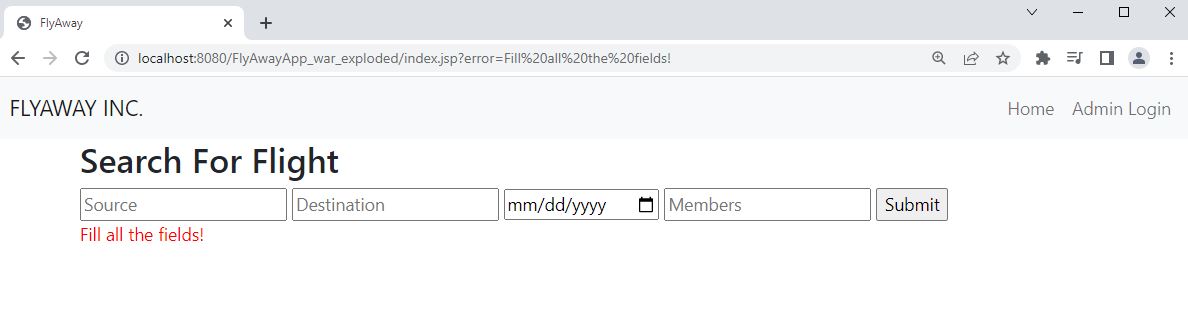 FlyAway
localhost:8080/FlyAwayApp_war_exploded/index.jsp?error=Fill%20all%20the%20fields!
FLYAWAY INC. Home Admin Login
Search For Flight
Source Destination mm/dd/yyyy Members Submit
Fill all the fields!